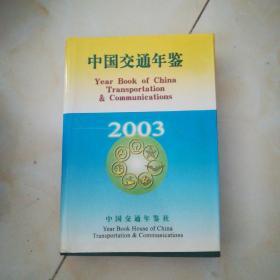 中国交通年鉴
Year Book of China
Transportation
& Communications
2003
中国交通年鉴社
Year Book House of China
Transportation & Communications